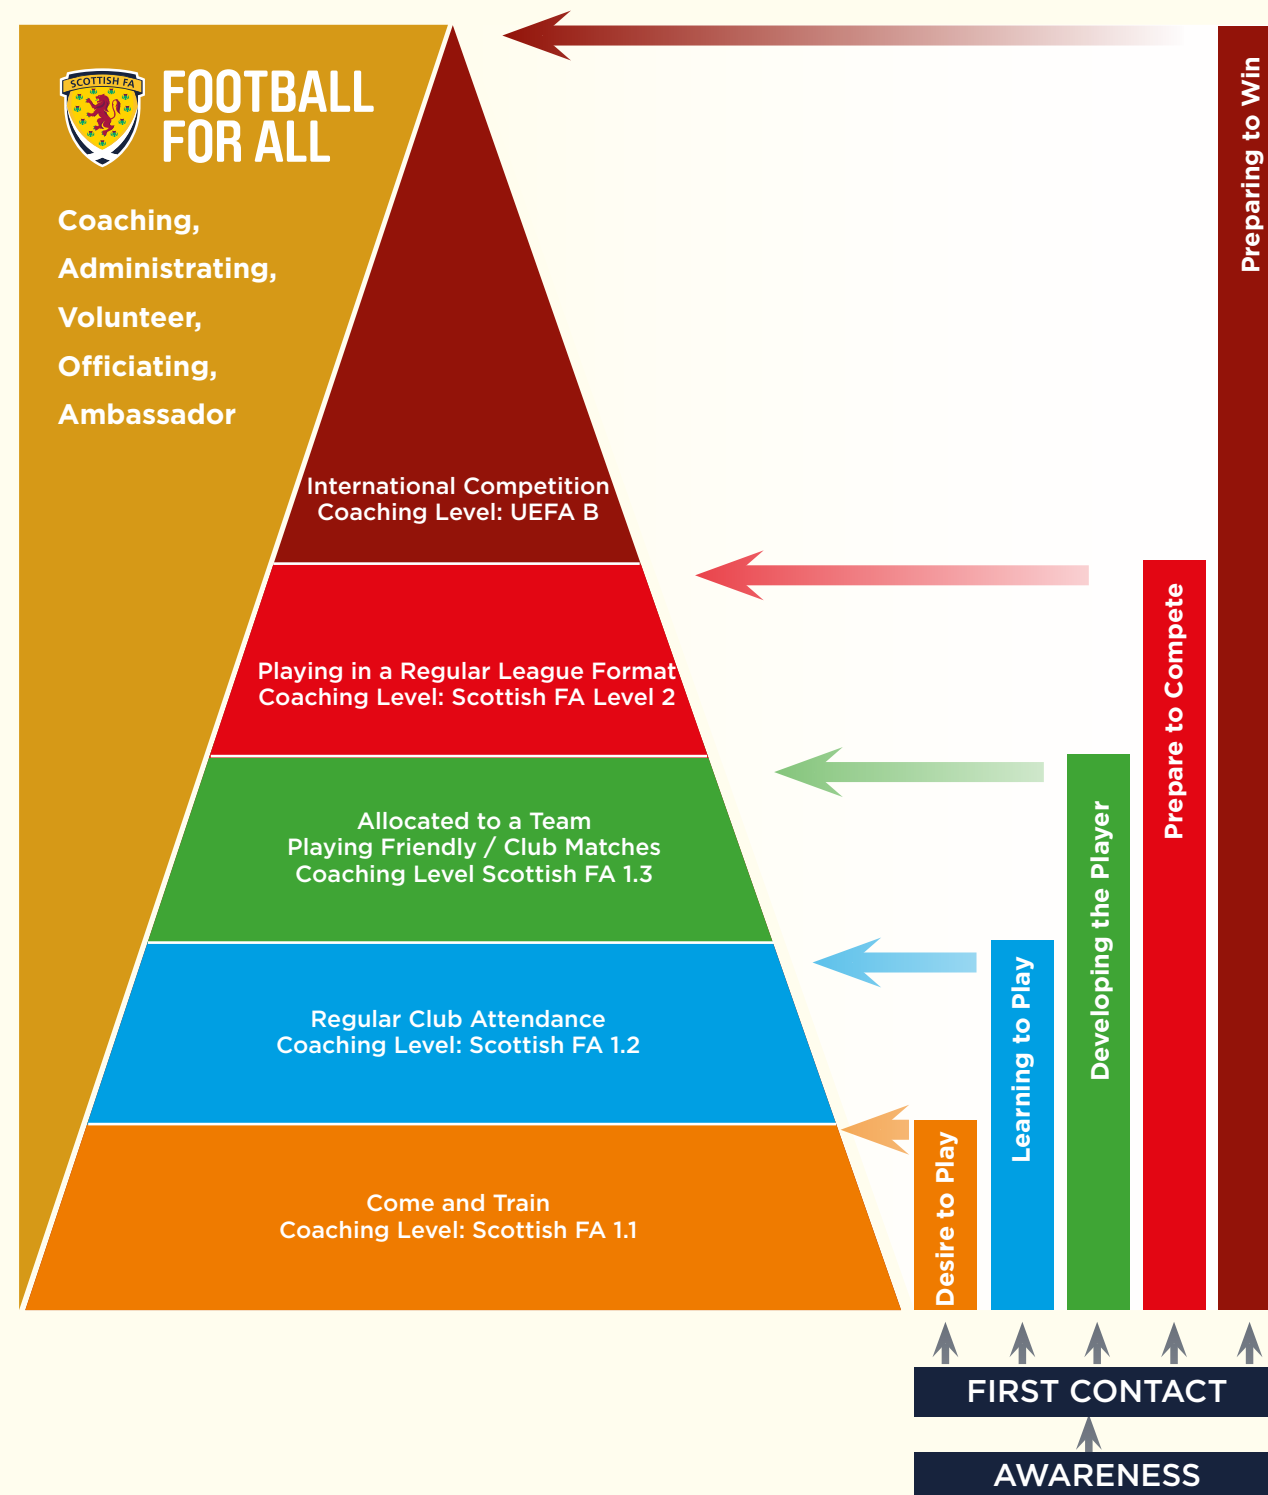 SCOTTISH FA
FOOTBALL
FOR ALL
Coaching,
Administrating,
Volunteer,
Officiating,
Ambassador
International Competition
Coaching Level: UEFA B
Playing in a Regular League Format
Coaching Level: Scottish FA Level 2
Allocated to a Team
Playing Friendly / Club Matches
Coaching Level Scottish FA 1.3
Regular Club Attendance
Coaching Level: Scottish FA 1.2
Come and Train
Coaching Level: Scottish FA 1.1
Desire to Play
Learning to Play
Developing the Player
Prepare to Compete
Preparing to Win
FIRST CONTACT
AWARENESS